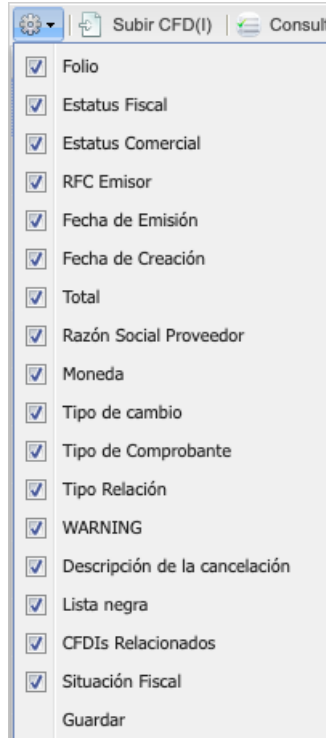 Subir CFD(I) Consult
Folio
Estatus Fiscal
Estatus Comercial
RFC Emisor
Fecha de Emisión
Fecha de Creación
Total
Razón Social Proveedor
Moneda
Tipo de cambio
Tipo de Comprobante
Tipo Relación
WARNING
Descripción de la cancelación
Lista negra
CFDIs Relacionados
Situación Fiscal
Guardar